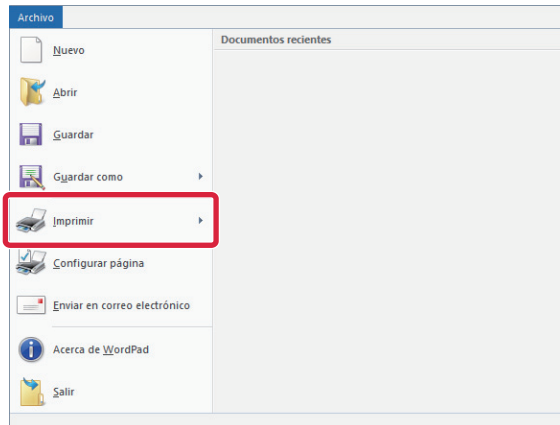 Archivo
Documentos recientes
Nuevo
Abrir
Guardar
Guardar como
Imprimir
Configurar página
Enviar en correo electrónico
Acerca de WordPad
Salir